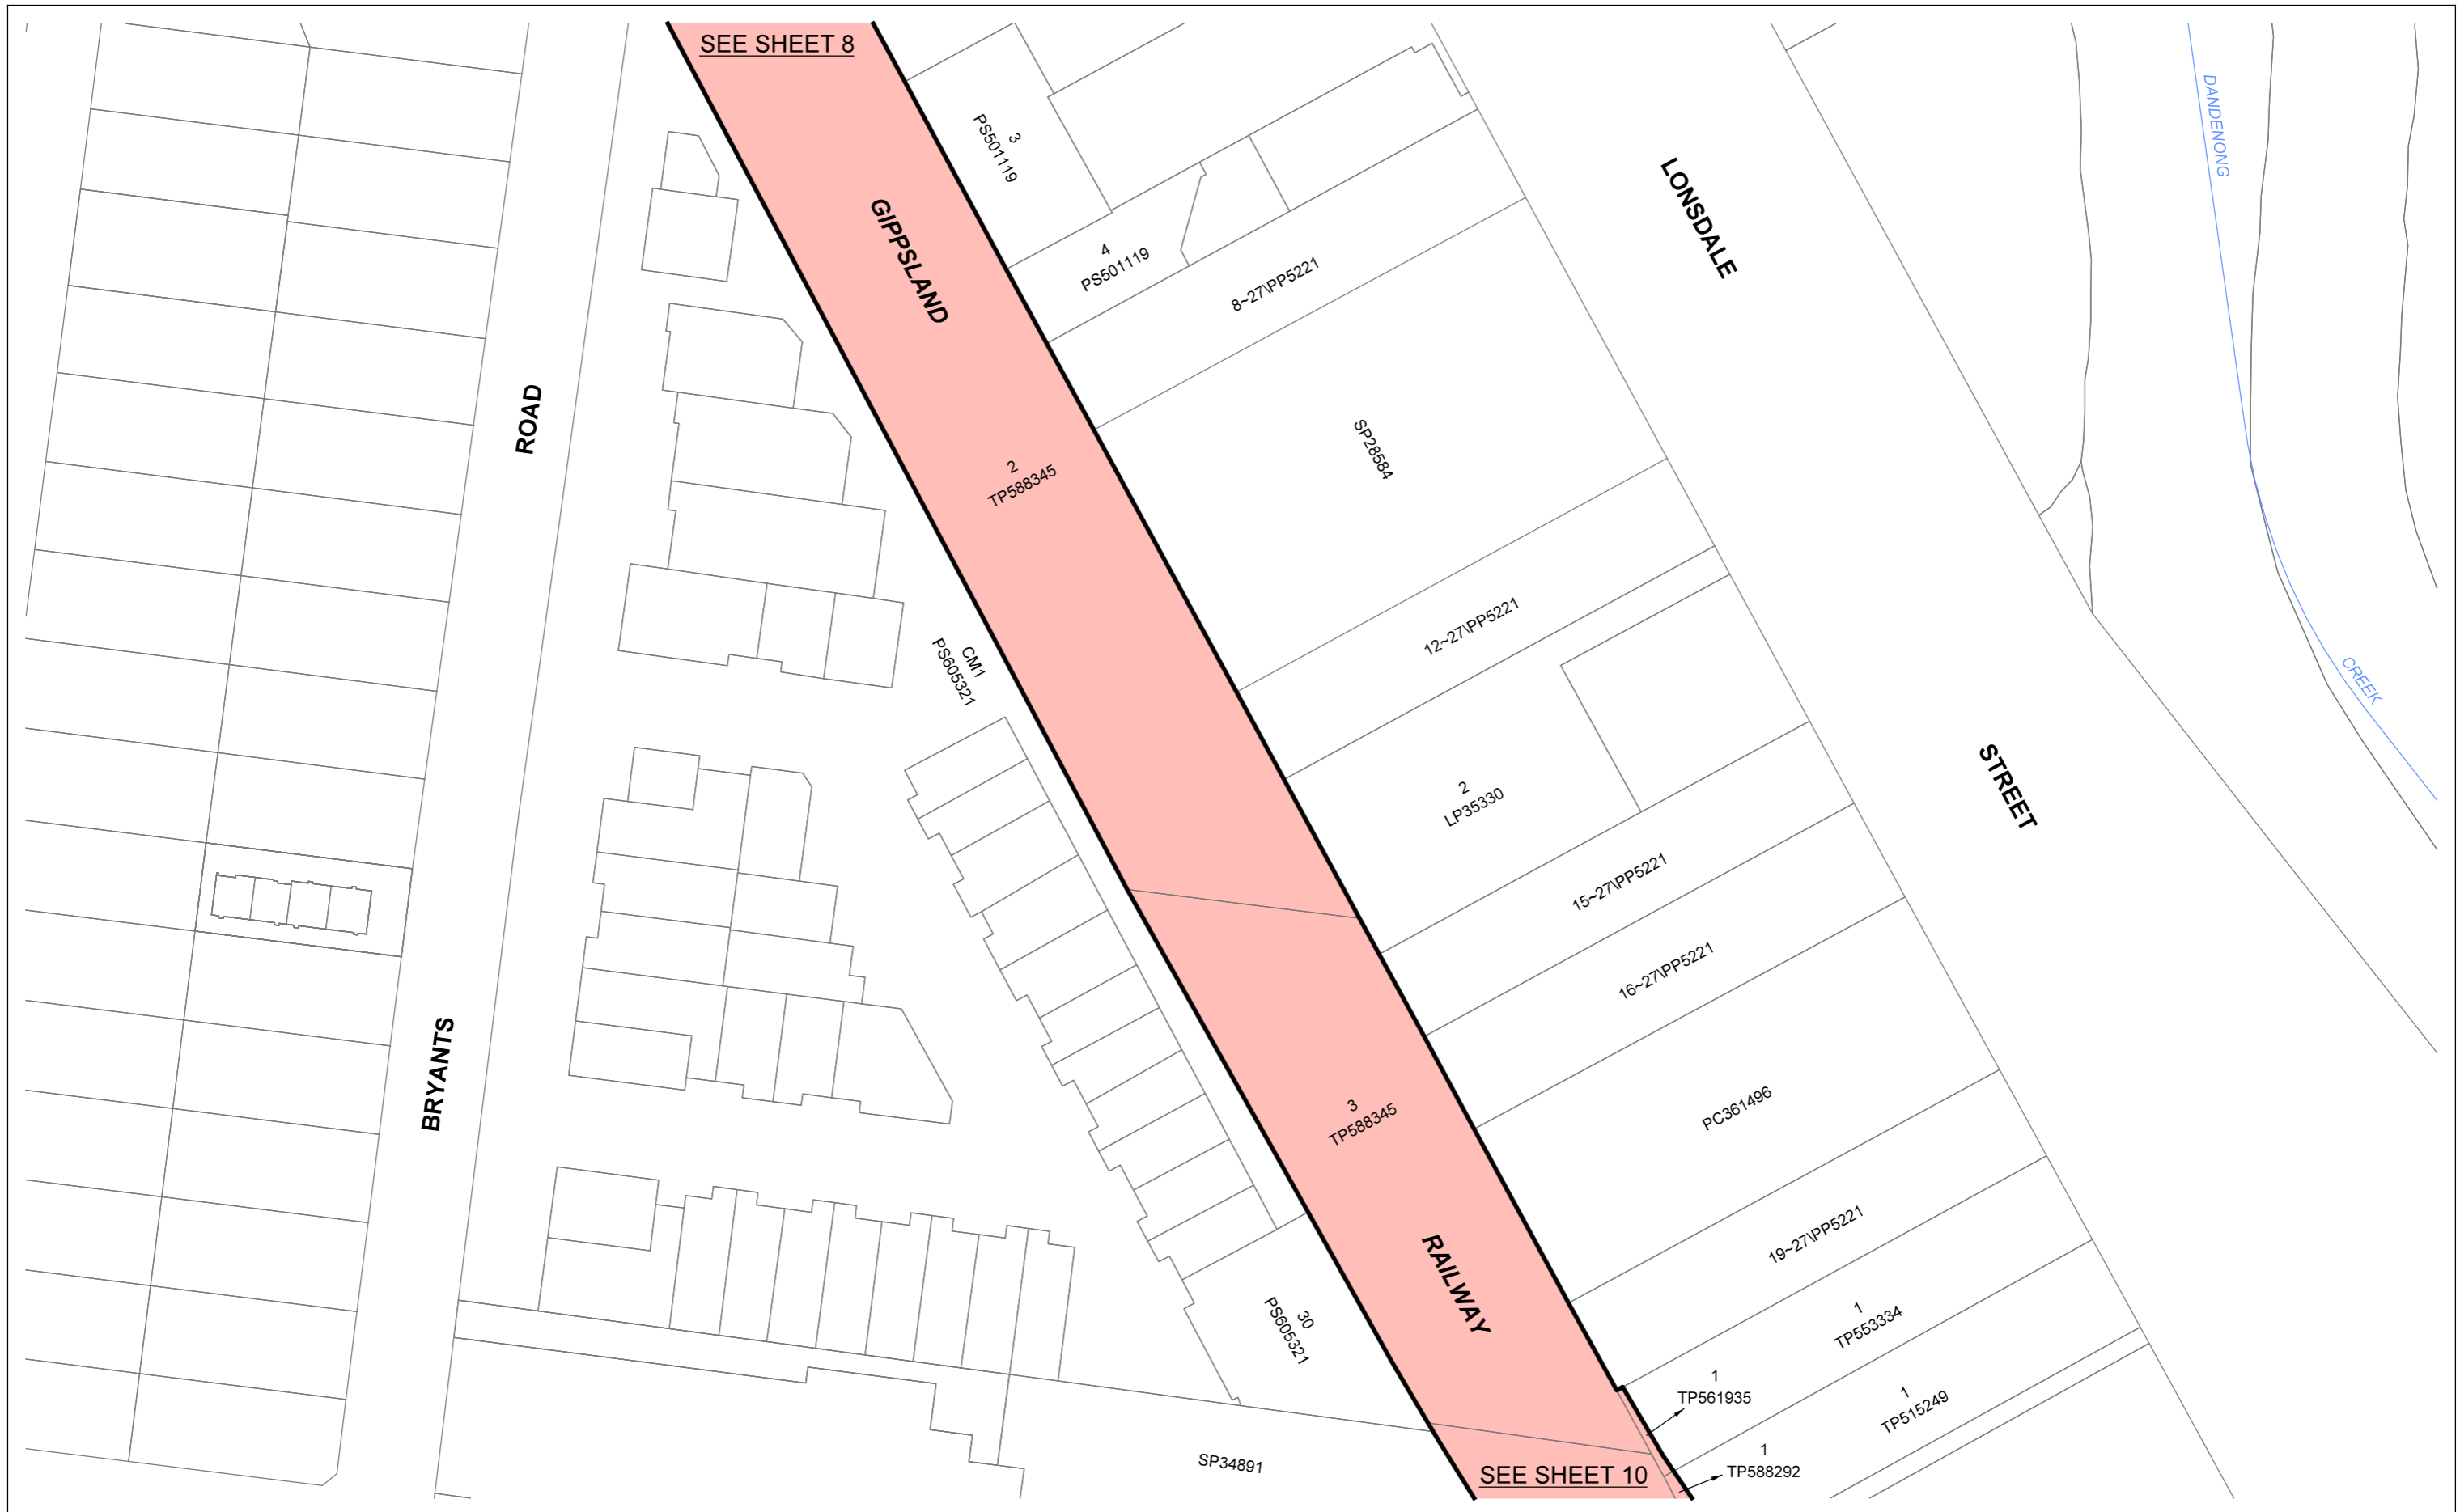 SEE SHEET 8
DANDENONG
3
PS501119
LONSDALE
GIPPSLAND
4
PS501119
8~27\PP5221
ROAD
SP28584
2
TP588345
12~27\PP5221
CM1
PS605321
CREEK
2
LP35330
STREET
15~27\PP5221
16~27\PP5221
BRYANTS
3
TP588345
PC361496
19~27\PP5221
RAILWAY
30
PS605321
1
TP553334
1
TP561935
1
TP515249
SP34891
1
TP588292
SEE SHEET 10